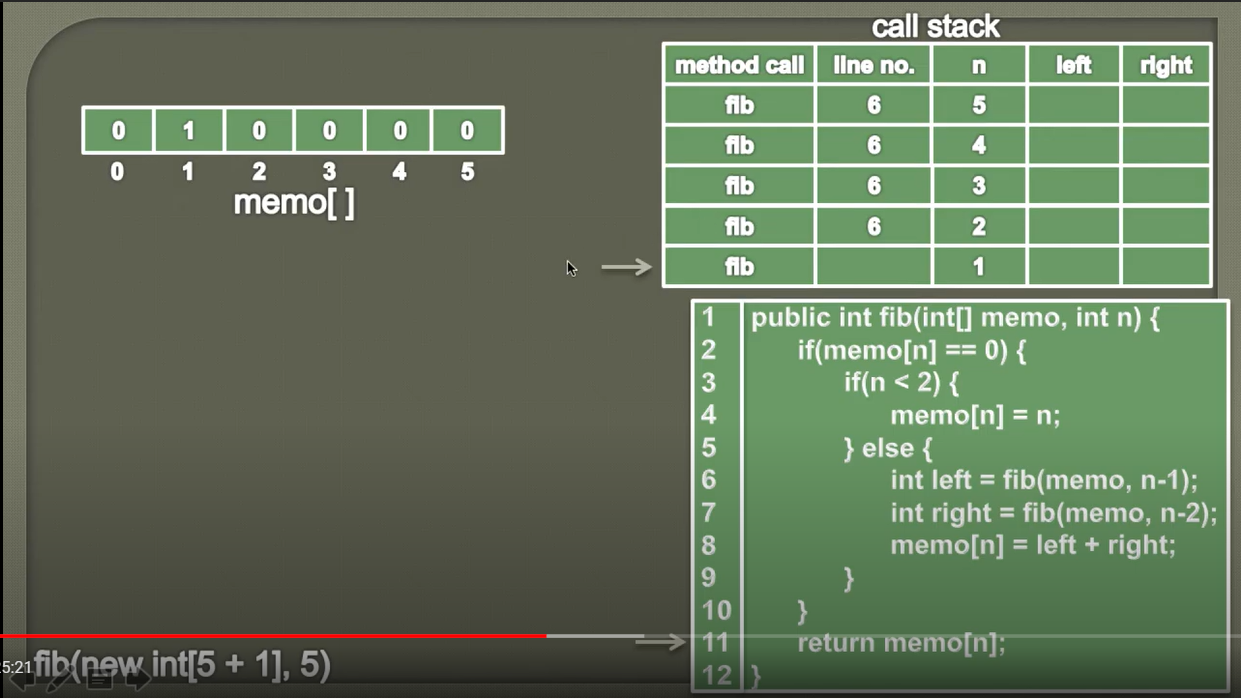 call stack
method call line no. n left right
fib 6 5
fib 6 4
fib 6 3
fib 6 2
fib 1
0 1 0 0 0 0
0 1 2 3 4 5
memo[ ]
1 public int fib(int[] memo, int n) {
2 if(memo[n] == 0) {
3 if(n < 2) {
4 memo[n] = n;
5 } else {
6 int left = fib(memo, n-1);
7 int right = fib(memo, n-2);
8 memo[n] = left + right;
9 }
10 }
11 return memo[n];
12 }
5:21
fib(new int[5 + 1], 5)